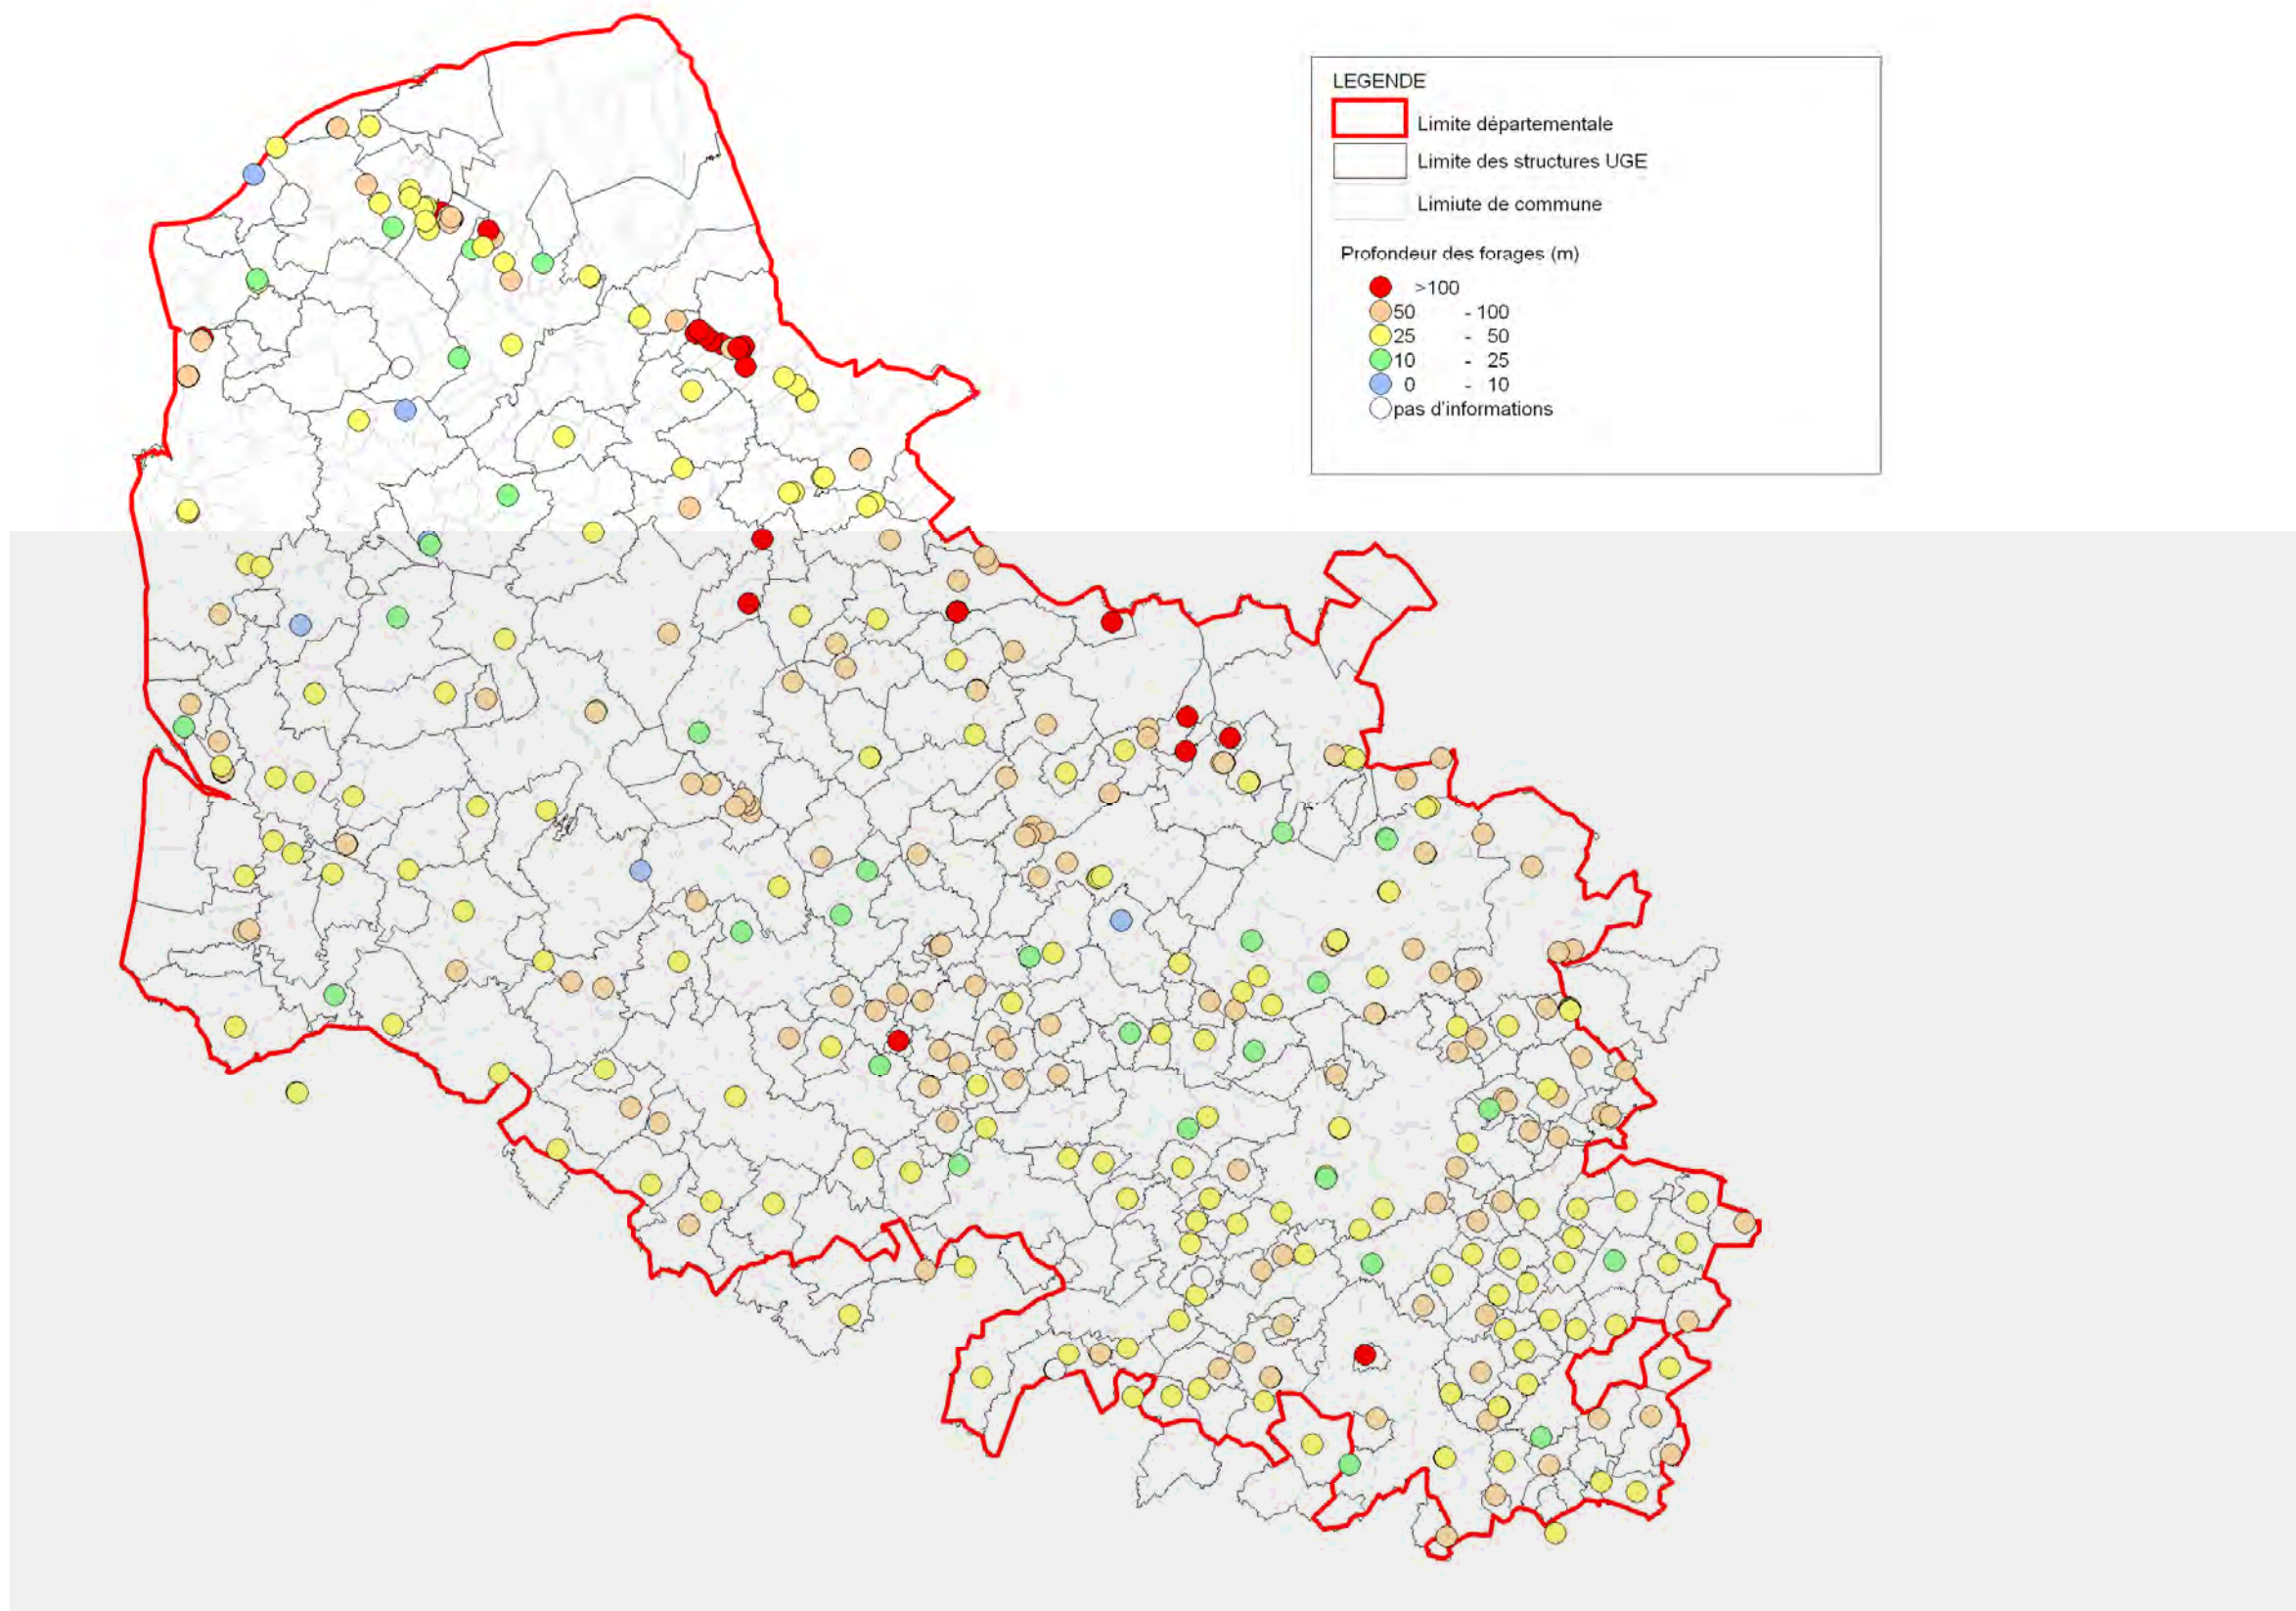 LEGENDE
Limite départementale
Limite des structures UGE
Limiute de commune
Profondeur des forages (m)
>100
50 - 100
25 - 50
10 - 25
0 - 10
pas d'informations